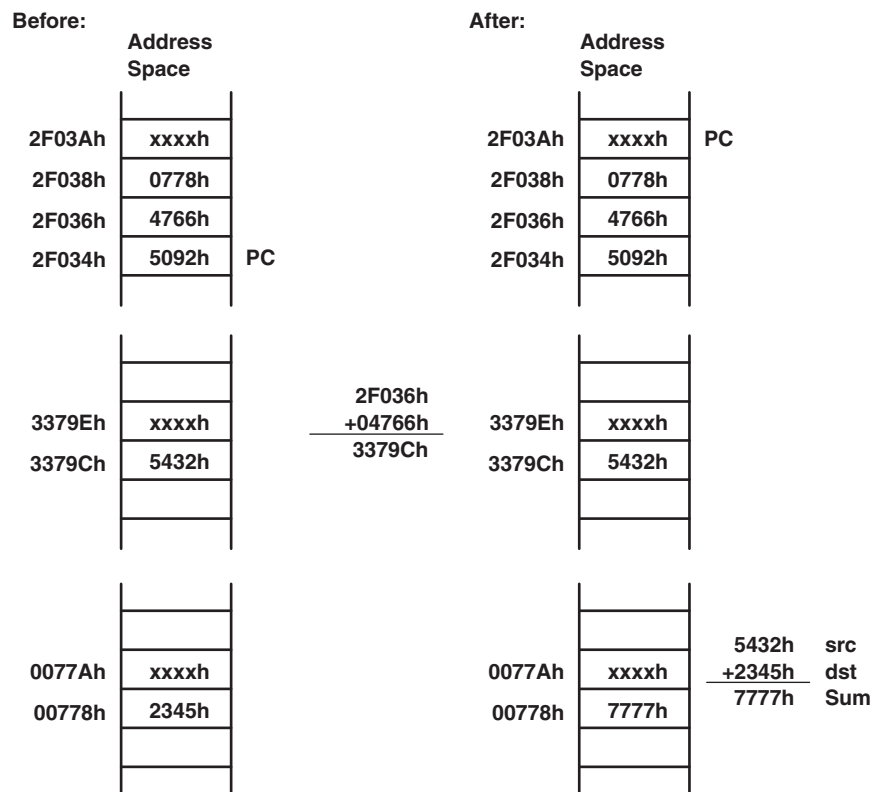 Before:
Address
Space
2F03Ah xxxxh
2F038h 0778h
2F036h 4766h
2F034h 5092h PC
3379Eh xxxxh
3379Ch 5432h
2F036h
+04766h
3379Ch
0077Ah xxxxh
00778h 2345h
After:
Address
Space
2F03Ah xxxxh PC
2F038h 0778h
2F036h 4766h
2F034h 5092h
3379Eh xxxxh
3379Ch 5432h
0077Ah xxxxh
00778h 7777h
5432h src
+2345h dst
7777h Sum